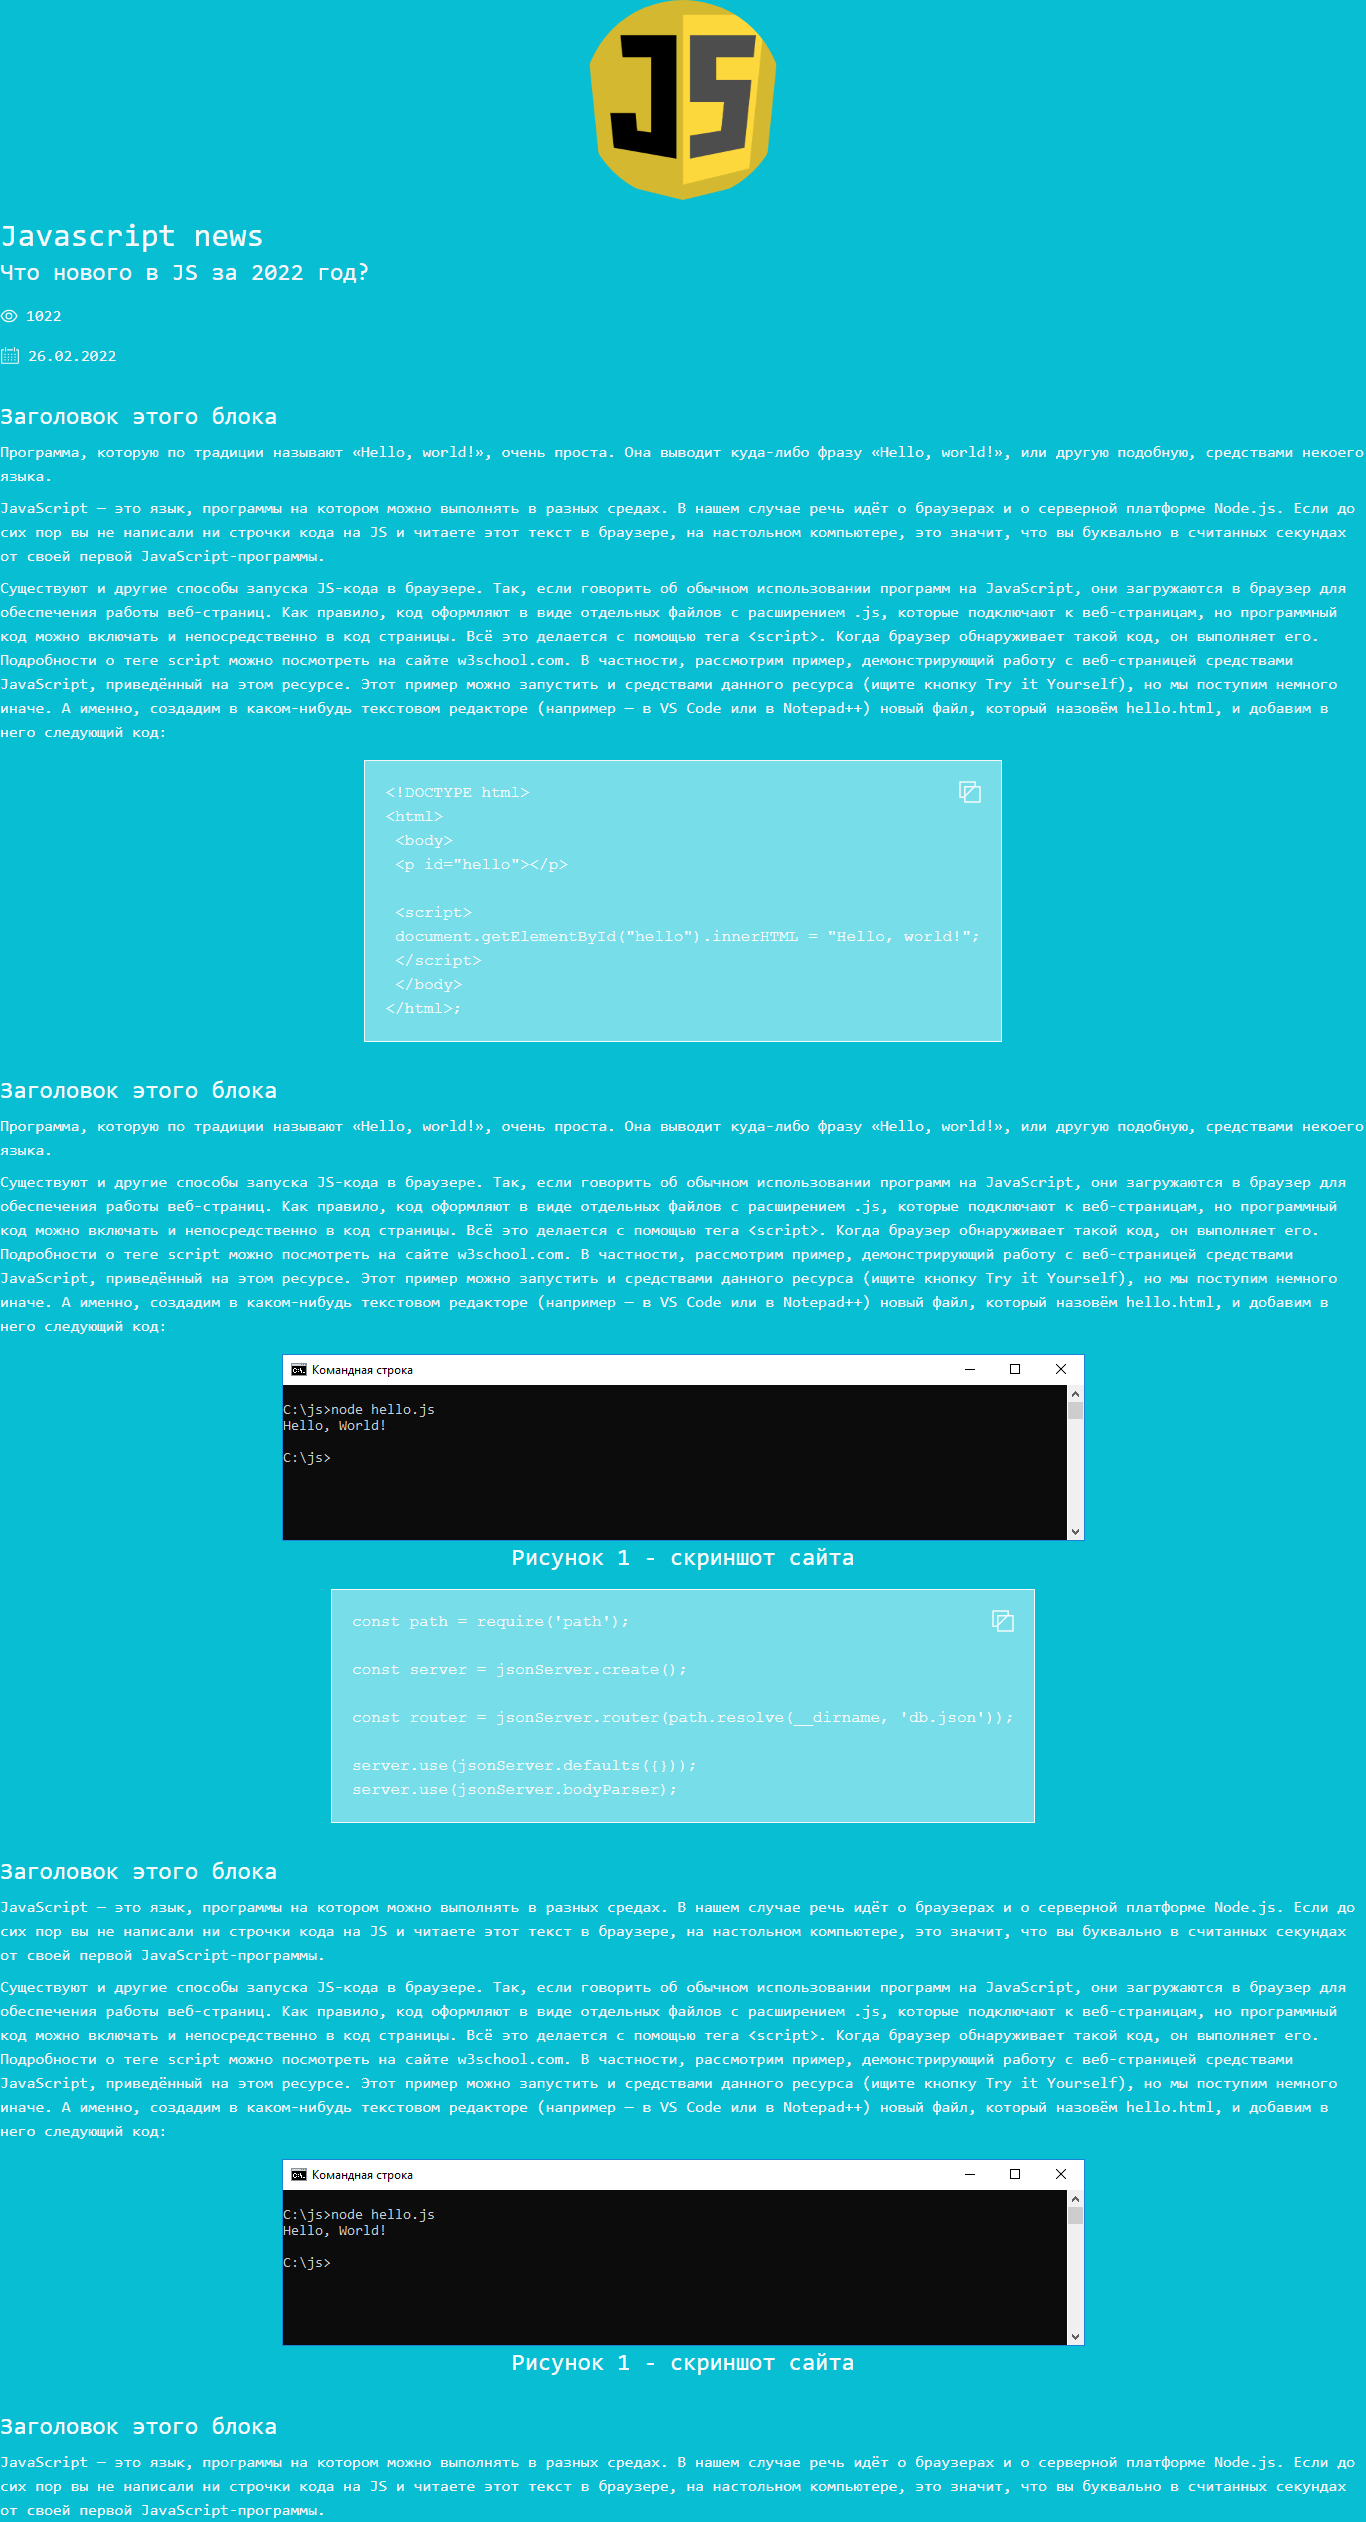 JS
Javascript news
Что нового в JS за 2022 год?
1022
26.02.2022
Заголовок этого блока
Программа, которую по традиции называют «Hello, world!», очень проста. Она выводит куда-либо фразу «Hello, world!», или другую подобную, средствами некоего
языка.
JavaScript — это язык, программы на котором можно выполнять в разных средах. В нашем случае речь идёт о браузерах и о серверной платформе Node.js. Если до
сих пор вы не написали ни строчки кода на JS и читаете этот текст в браузере, на настольном компьютере, это значит, что вы буквально в считанных секундах
от своей первой JavaScript-программы.
Существуют и другие способы запуска JS-кода в браузере. Так, если говорить об обычном использовании программ на JavaScript, они загружаются в браузер для
обеспечения работы веб-страниц. Как правило, код оформляют в виде отдельных файлов с расширением .js, которые подключают к веб-страницам, но программный
код можно включать и непосредственно в код страницы. Всё это делается с помощью тега <script>. Когда браузер обнаруживает такой код, он выполняет его.
Подробности о теге script можно посмотреть на сайте w3school.com. В частности, рассмотрим пример, демонстрирующий работу с веб-страницей средствами
JavaScript, приведённый на этом ресурсе. Этот пример можно запустить и средствами данного ресурса (ищите кнопку Try it Yourself), но мы поступим немного
иначе. А именно, создадим в каком-нибудь текстовом редакторе (например — в VS Code или в Notepad++) новый файл, который назовём hello.html, и добавим в
него следующий код:
<!DOCTYPE html>
<html>
<body>
<p id="hello"></p>
<script>
document.getElementById("hello").innerHTML = "Hello, world!";
</script>
</body>
</html>;
Заголовок этого блока
Программа, которую по традиции называют «Hello, world!», очень проста. Она выводит куда-либо фразу «Hello, world!», или другую подобную, средствами некоего
языка.
Существуют и другие способы запуска JS-кода в браузере. Так, если говорить об обычном использовании программ на JavaScript, они загружаются в браузер для
обеспечения работы веб-страниц. Как правило, код оформляют в виде отдельных файлов с расширением .js, которые подключают к веб-страницам, но программный
код можно включать и непосредственно в код страницы. Всё это делается с помощью тега <script>. Когда браузер обнаруживает такой код, он выполняет его.
Подробности о теге script можно посмотреть на сайте w3school.com. В частности, рассмотрим пример, демонстрирующий работу с веб-страницей средствами
JavaScript, приведённый на этом ресурсе. Этот пример можно запустить и средствами данного ресурса (ищите кнопку Try it Yourself), но мы поступим немного
иначе. А именно, создадим в каком-нибудь текстовом редакторе (например — в VS Code или в Notepad++) новый файл, который назовём hello.html, и добавим в
него следующий код:
C:\. Командная строка
C:\js>node hello.js
Hello, World!
C:\js>
Рисунок 1 - скриншот сайта
const path = require('path');
const server = jsonServer.create();
const router = jsonServer.router(path.resolve(__dirname, 'db.json'));
server.use(jsonServer.defaults({}));
server.use(jsonServer.bodyParser);
Заголовок этого блока
JavaScript — это язык, программы на котором можно выполнять в разных средах. В нашем случае речь идёт о браузерах и о серверной платформе Node.js. Если до
сих пор вы не написали ни строчки кода на JS и читаете этот текст в браузере, на настольном компьютере, это значит, что вы буквально в считанных секундах
от своей первой JavaScript-программы.
Существуют и другие способы запуска JS-кода в браузере. Так, если говорить об обычном использовании программ на JavaScript, они загружаются в браузер для
обеспечения работы веб-страниц. Как правило, код оформляют в виде отдельных файлов с расширением .js, которые подключают к веб-страницам, но программный
код можно включать и непосредственно в код страницы. Всё это делается с помощью тега <script>. Когда браузер обнаруживает такой код, он выполняет его.
Подробности о теге script можно посмотреть на сайте w3school.com. В частности, рассмотрим пример, демонстрирующий работу с веб-страницей средствами
JavaScript, приведённый на этом ресурсе. Этот пример можно запустить и средствами данного ресурса (ищите кнопку Try it Yourself), но мы поступим немного
иначе. А именно, создадим в каком-нибудь текстовом редакторе (например — в VS Code или в Notepad++) новый файл, который назовём hello.html, и добавим в
него следующий код:
C:\. Командная строка
C:\js>node hello.js
Hello, World!
C:\js>
Рисунок 1 - скриншот сайта
Заголовок этого блока
JavaScript — это язык, программы на котором можно выполнять в разных средах. В нашем случае речь идёт о браузерах и о серверной платформе Node.js. Если до
сих пор вы не написали ни строчки кода на JS и читаете этот текст в браузере, на настольном компьютере, это значит, что вы буквально в считанных секундах
от своей первой JavaScript-программы.